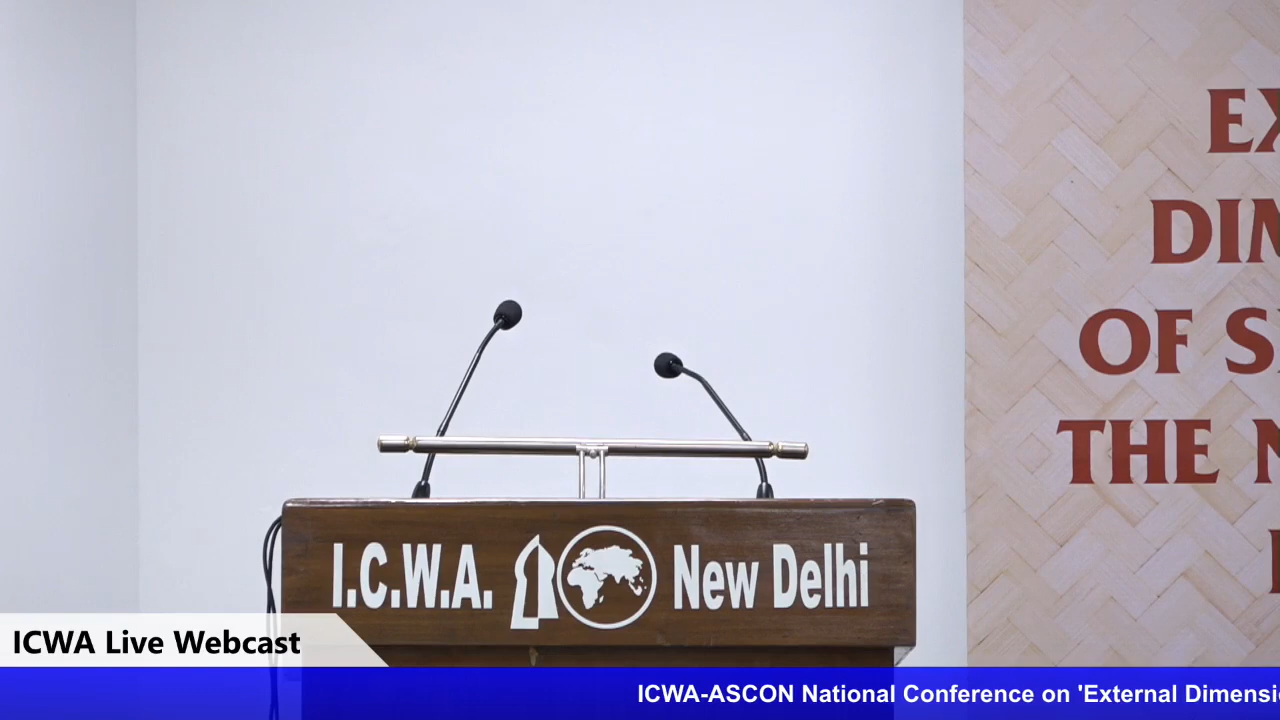 EX
DIM
OF S
THE N
I.C.W.A. New Delhi
ICWA Live Webcast
ICWA-ASCON National Conference on 'External Dimensi